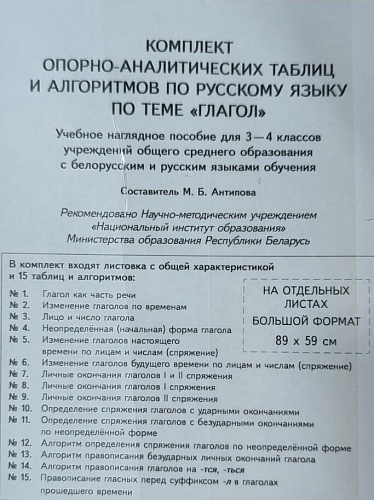 КОМПЛЕКТ
ОПОРНО-АНАЛИТИЧЕСКИХ ТАБЛИЦ
И АЛГОРИТМОВ ПО РУССКОМУ ЯЗЫКУ
ПО ТЕМЕ «ГЛАГОЛ»
Учебное наглядное пособие для 3—4 классов
учреждений общего среднего образования
с белорусским и русским языками обучения
Составитель М. Б. Антипова
Рекомендовано Научно-методическим учреждением
«Национальный институт образования»
Министерства образования Республики Беларусь
В комплект входят листовка с общей характеристикой
и 15 таблиц и алгоритмов:
№ 1. Глагол как часть речи
№ 2. Изменение глаголов по временам
№ 3. Лицо и число глагола
№ 4. Неопределённая (начальная) форма глагола
№ 5. Изменение глаголов настоящего
времени по лицам и числам (спряжение)
№ 6. Изменение глаголов будущего времени по лицам и числам (спряжение)
№ 7. Личные окончания глаголов I и II спряжения
№ 8. Личные окончания глаголов I спряжения
№ 9. Личные окончания глаголов II спряжения
№ 10. Определение спряжения глаголов с ударными окончаниями
№ 11. Определение спряжения глаголов с безударными окончаниями
по неопределённой форме
№ 12. Алгоритм определения спряжения глаголов по неопределённой форме
№ 13. Алгоритм правописания безударных личных окончаний глагола
№ 14. Алгоритм правописания глаголов на -тся, -ться
№ 15. Правописание гласных перед суффиксом -л в глаголах
прошедшего времени
НА ОТДЕЛЬНЫХ
ЛИСТАХ
БОЛЬШОЙ ФОРМАТ
89 х 59 см